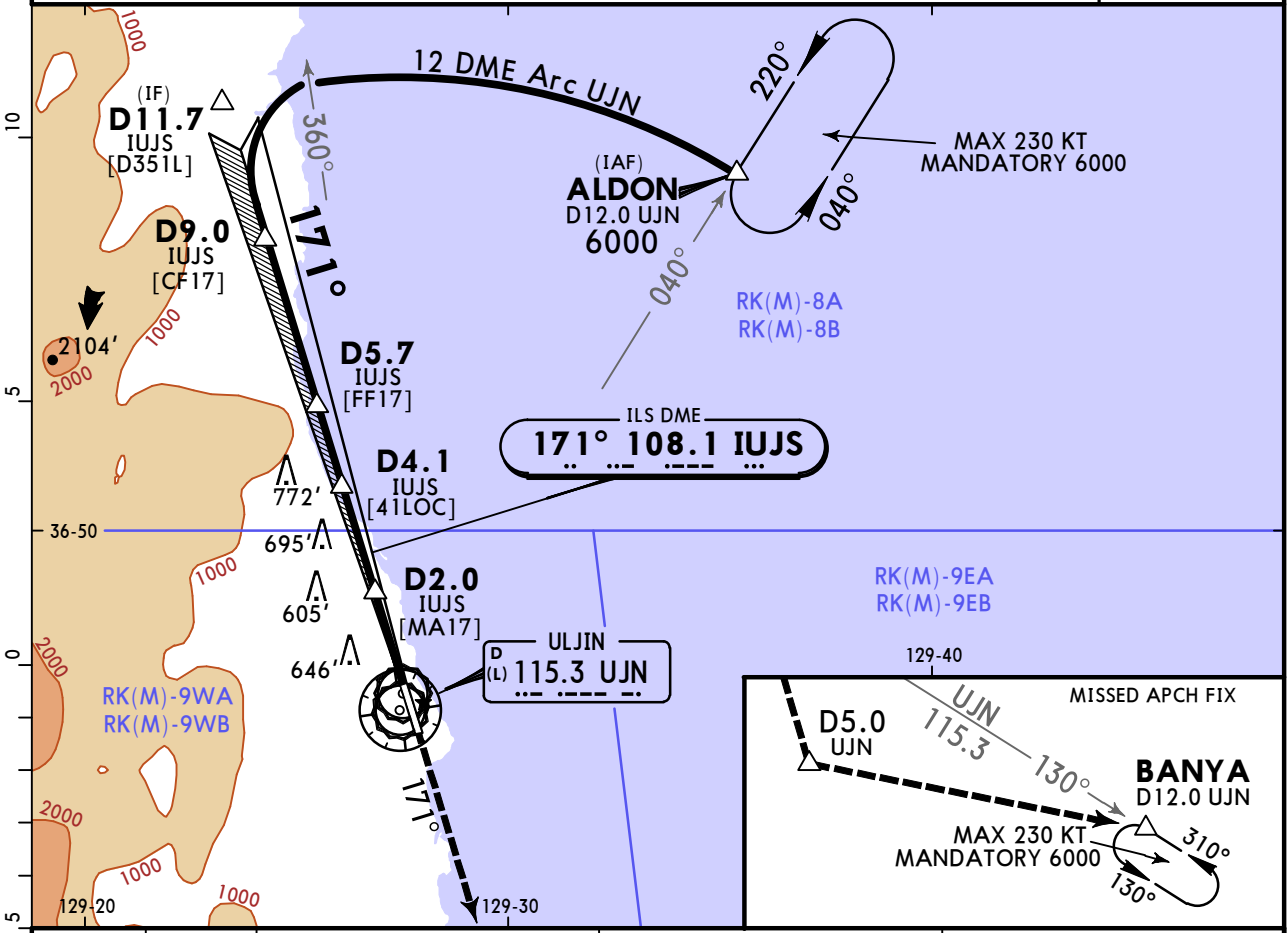 1000
12 DME Arc UJN
220°
(IF)
D11.7
IUJS
[D351L]
10
360°
MAX 230 KT
MANDATORY 6000
(IAF)
ALDON
D12.0 UJN
6000
040°
040°
D9.0
IUJS
[CF17]
171°
RK(M)-8A
RK(M)-8B
1000
2104'
2000
D5.7
IUJS
[FF17]
5
ILS DME
171° 108.1 IUJS
D4.1
IUJS
[41LOC]
772'
36-50
695'
1000
D2.0
IUJS
[MA17]
605'
RK(M)-9EA
RK(M)-9EB
646'
ULJIN
D
(L)
115.3 UJN
0
2000
129-40
RK(M)-9WA
RK(M)-9WB
MISSED APCH FIX
UJN
115.3
D5.0
UJN
130°
BANYA
D12.0 UJN
171°
MAX 230 KT
MANDATORY 6000
310°
130°
2000
1000
1000
129-20
129-30
5